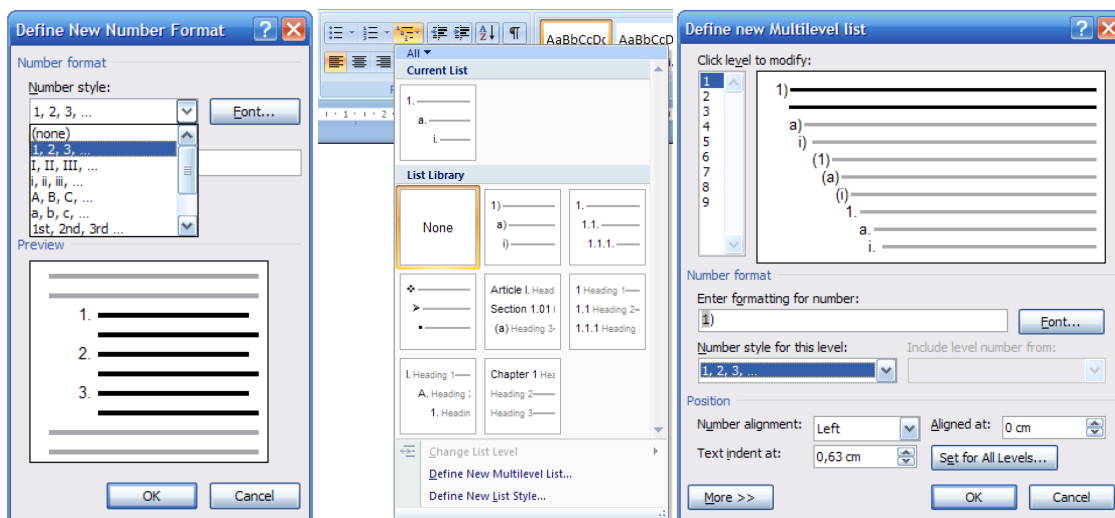 Define New Number Format
Number format
Number style:
1, 2, 3, ...
Font...
(none)
1, 2, 3, ...
I, II, III, ...
i, ii, iii, ...
A, B, C, ...
a, b, c, ...
1st, 2nd, 3rd ...
Preview
1.
2.
3.
OK Cancel
AaBbCcDc AaBbCcDc
All
Current List
1.
a.
i.
List Library
None
1)
a)
i)
1.
1.1.
1.1.1.
Article I. Headi
Section 1.01
(a) Heading 3
1 Heading 1
1.1 Heading 2
1.1.1 Heading
I. Heading 1
A. Heading
1. Headin
Chapter 1 Hea
Heading 2
Heading 3
Change List Level
Define New Multilevel List...
Define New List Style...
Define new Multilevel list
Click level to modify:
1
2
3
4
5
6
7
8
9
1)
a)
i)
(1)
(a)
(i)
1.
a.
i.
Number format
Enter formatting for number:
1)
Font...
Number style for this level: Include level number from:
1, 2, 3, ...
Position
Number alignment: Left Aligned at: 0 cm
Text indent at: 0,63 cm Set for All Levels...
More >> OK Cancel